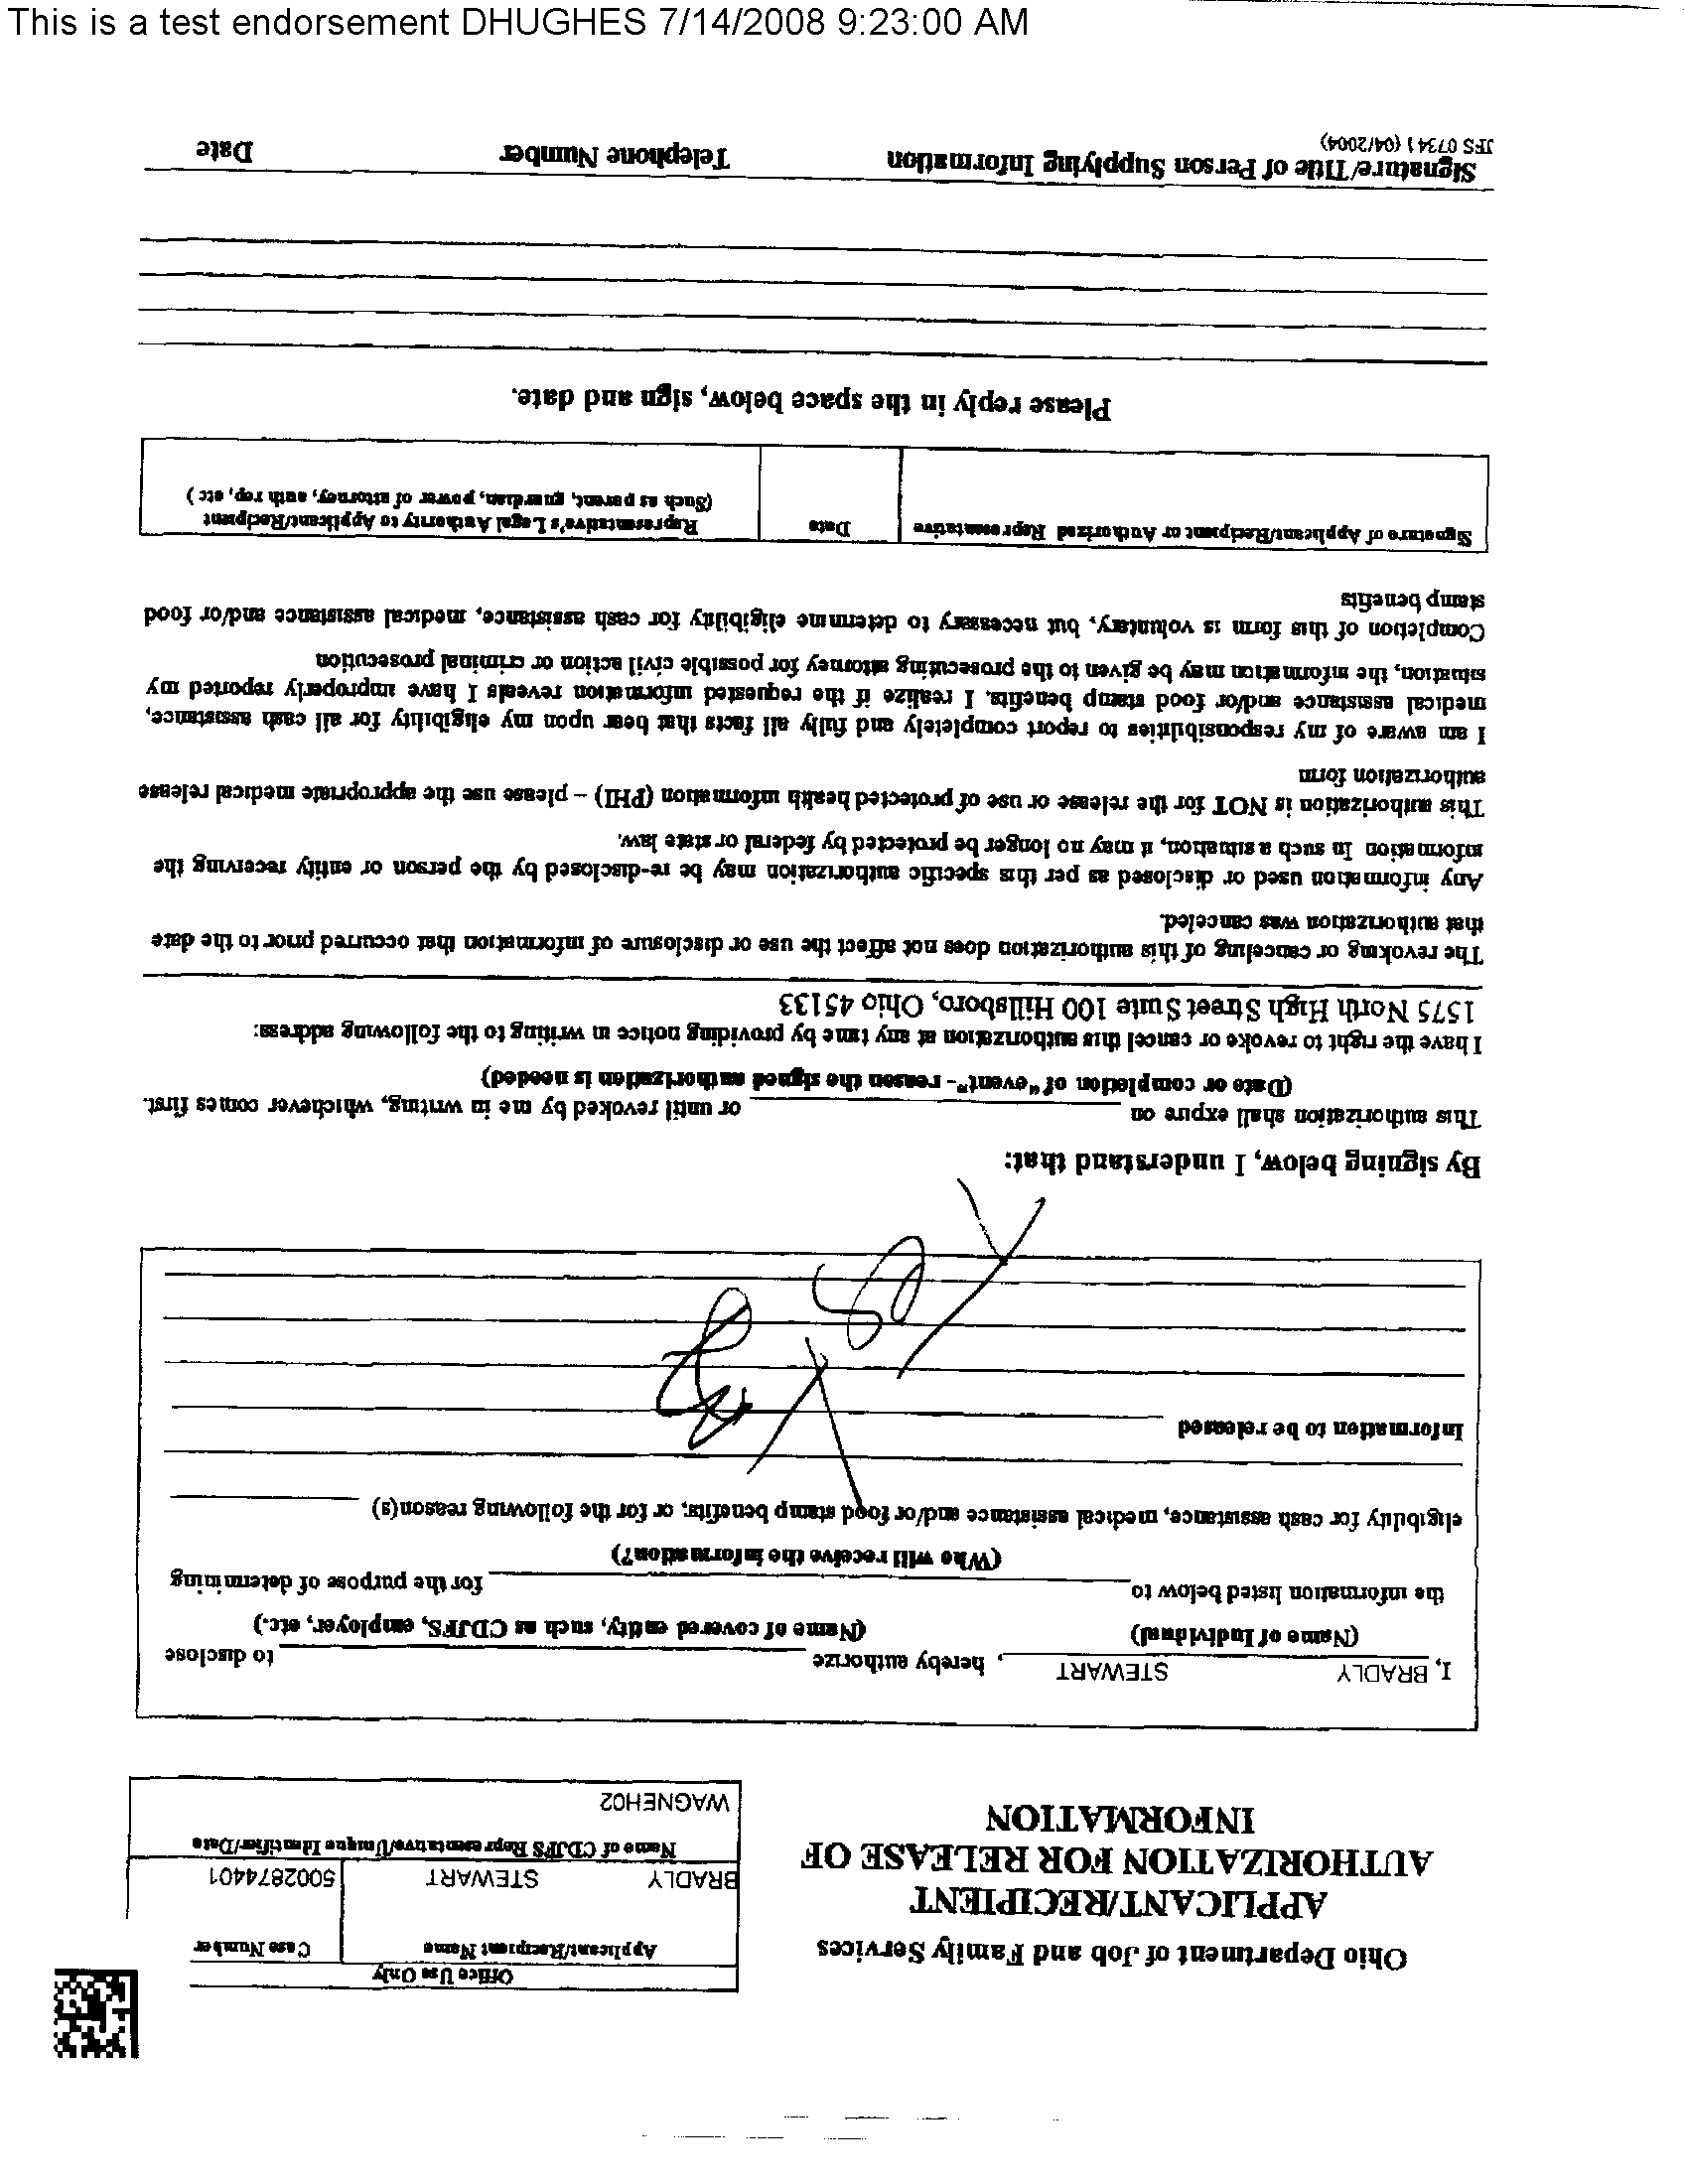 This is a test endorsement DHUGHES 7/14/2008 9:23:00 AM
Ohio Department of Job and Family Services
APPLICANT/RECIPIENT
AUTHORIZATION FOR RELEASE OF
INFORMATION
Office Use Only
Applicant/Recipient Name Case Number
BRADLY STEWART 5002874401
Name of CDJFS Representative/Unique Identifier/Date
WAGNEH02
I, BRADLY STEWART , hereby authorize to disclose
(Name of Individual) (Name of covered entity, such as CDJFS, employer, etc.)
the information listed below to for the purpose of determining
(Who will receive the information?)
eligibility for cash assistance, medical assistance and/or food stamp benefits, or for the following reason(s)
Information to be released
By signing below, I understand that:
This authorization shall expire on or until revoked by me in writing, whichever comes first.
(Date or completion of "event"- reason the signed authorization is needed)
I have the right to revoke or cancel this authorization at any time by providing notice in writing to the following address:
1575 North High Street Suite 100 Hillsboro, Ohio 45133
The revoking or canceling of this authorization does not affect the use or disclosure of information that occurred prior to the date
that authorization was canceled.
Any information used or disclosed as per this specific authorization may be re-disclosed by the person or entity receiving the
information In such a situation, it may no longer be protected by federal or state law.
This authorization is NOT for the release or use of protected health information (PHI) – please use the appropriate medical release
authorization form
I am aware of my responsibilities to report completely and fully all facts that bear upon my eligibility for all cash assistance,
medical assistance and/or food stamp benefits. I realize if the requested information reveals I have improperly reported my
situation, the information may be given to the prosecuting attorney for possible civil action or criminal prosecution
Completion of this form is voluntary, but necessary to determine eligibility for cash assistance, medical assistance and/or food
stamp benefits
Signature of Applicant/Recipient or Authorized Representative Date Representative's Legal Authority to Applicant/Recipient
(Such as parent, guardian, power of attorney, auth rep, etc )
Please reply in the space below, sign and date.
Signature/Title of Person Supplying Information Telephone Number Date
JFS 07341 (04/2004)